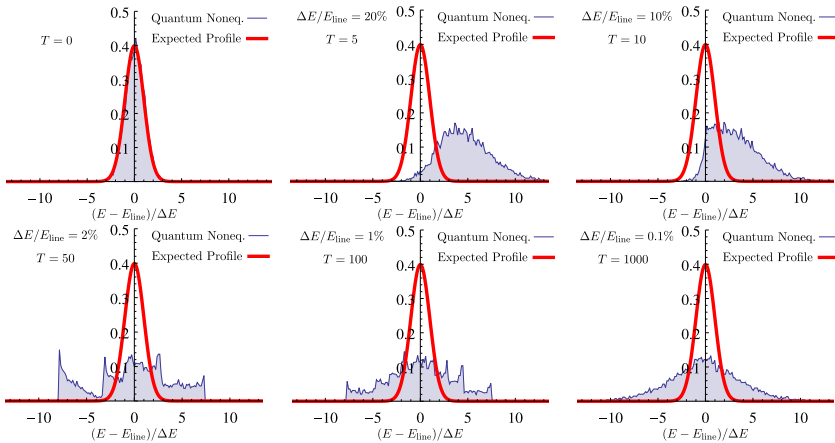 0.5
Quantum Noneq.
T = 0
Expected Profile
0.4
0.3
0.2
0.1
−10 −5 0 5 10
(E − E_line)/ΔE
0.5
ΔE/E_line = 20% Quantum Noneq.
T = 5 Expected Profile
0.4
0.3
0.2
0.1
−10 −5 0 5 10
(E − E_line)/ΔE
0.5
ΔE/E_line = 10% Quantum Noneq.
T = 10 Expected Profile
0.4
0.3
0.2
0.1
−10 −5 0 5 10
(E − E_line)/ΔE
0.5
ΔE/E_line = 2% Quantum Noneq.
T = 50 Expected Profile
0.4
0.3
0.2
0.1
−10 −5 0 5 10
(E − E_line)/ΔE
0.5
ΔE/E_line = 1% Quantum Noneq.
T = 100 Expected Profile
0.4
0.3
0.2
0.1
−10 −5 0 5 10
(E − E_line)/ΔE
0.5
ΔE/E_line = 0.1% Quantum Noneq.
T = 1000 Expected Profile
0.4
0.3
0.2
0.1
−10 −5 0 5 10
(E − E_line)/ΔE